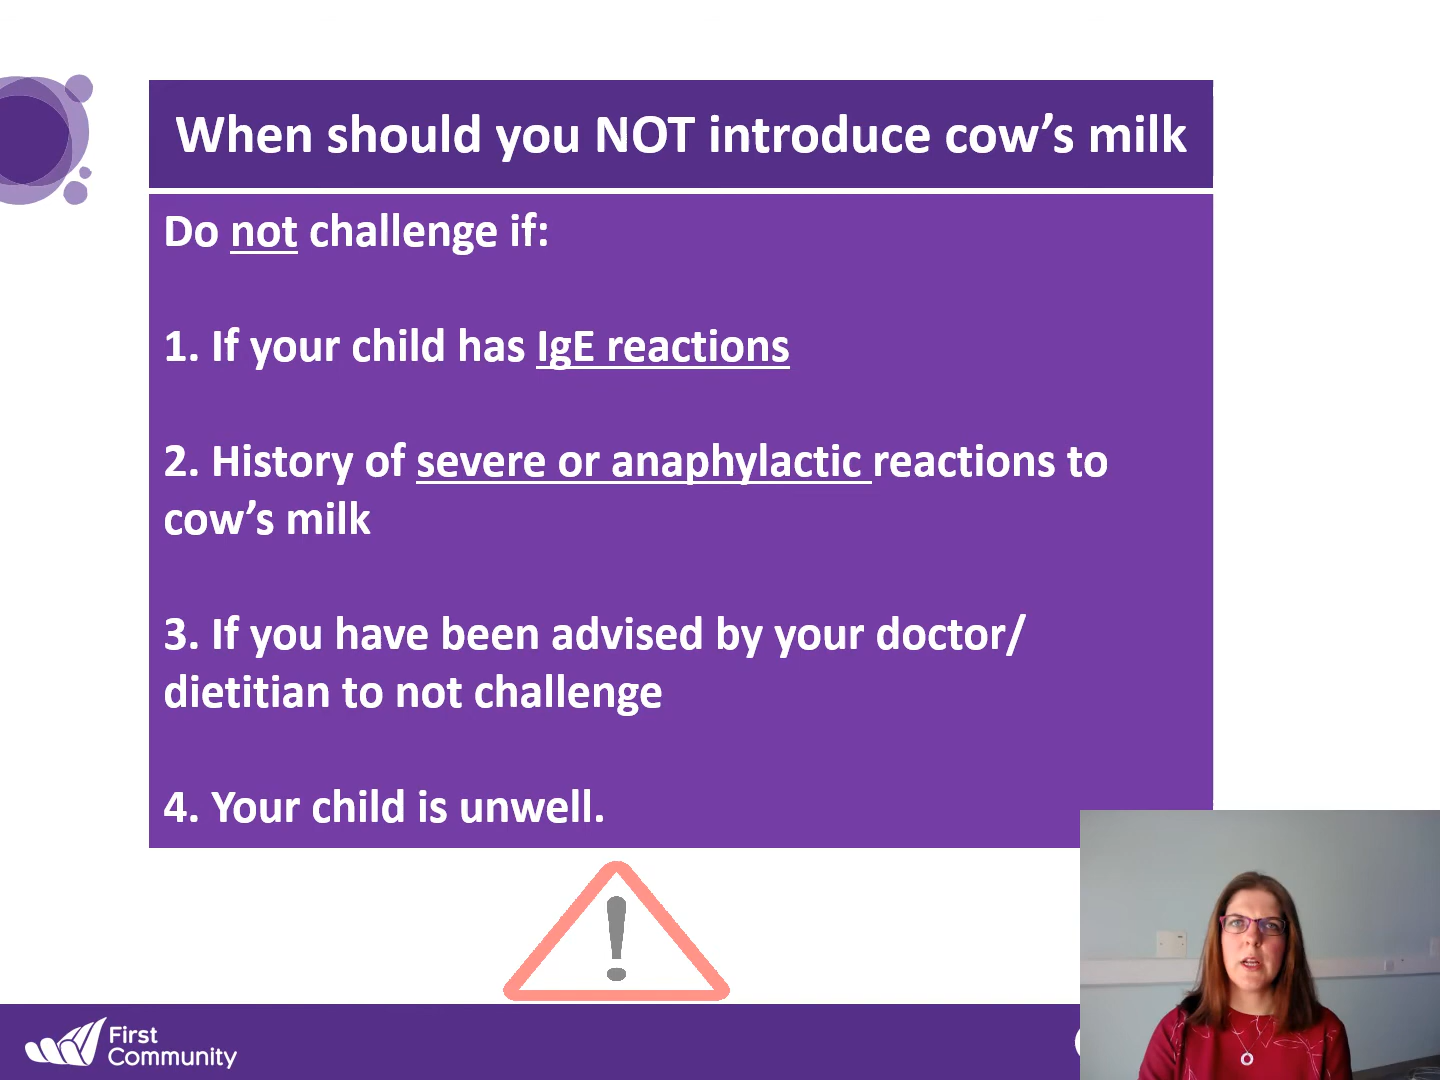 When should you NOT introduce cow’s milk
Do not challenge if:
1. If your child has IgE reactions
2. History of severe or anaphylactic reactions to
cow’s milk
3. If you have been advised by your doctor/
dietitian to not challenge
4. Your child is unwell.
First
Community